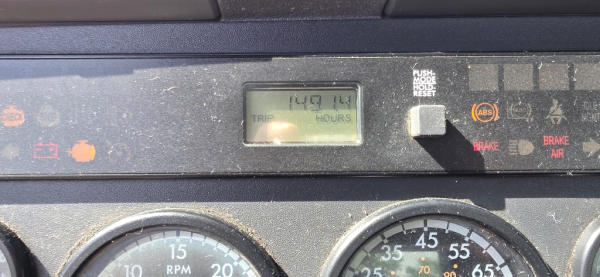 PUSH-
MODE
HOLD-
RESET
14914
TRIP HOURS
ABS
BRAKE
BRAKE
AIR
15
10 20
RPM
45
35 55
25 65
70